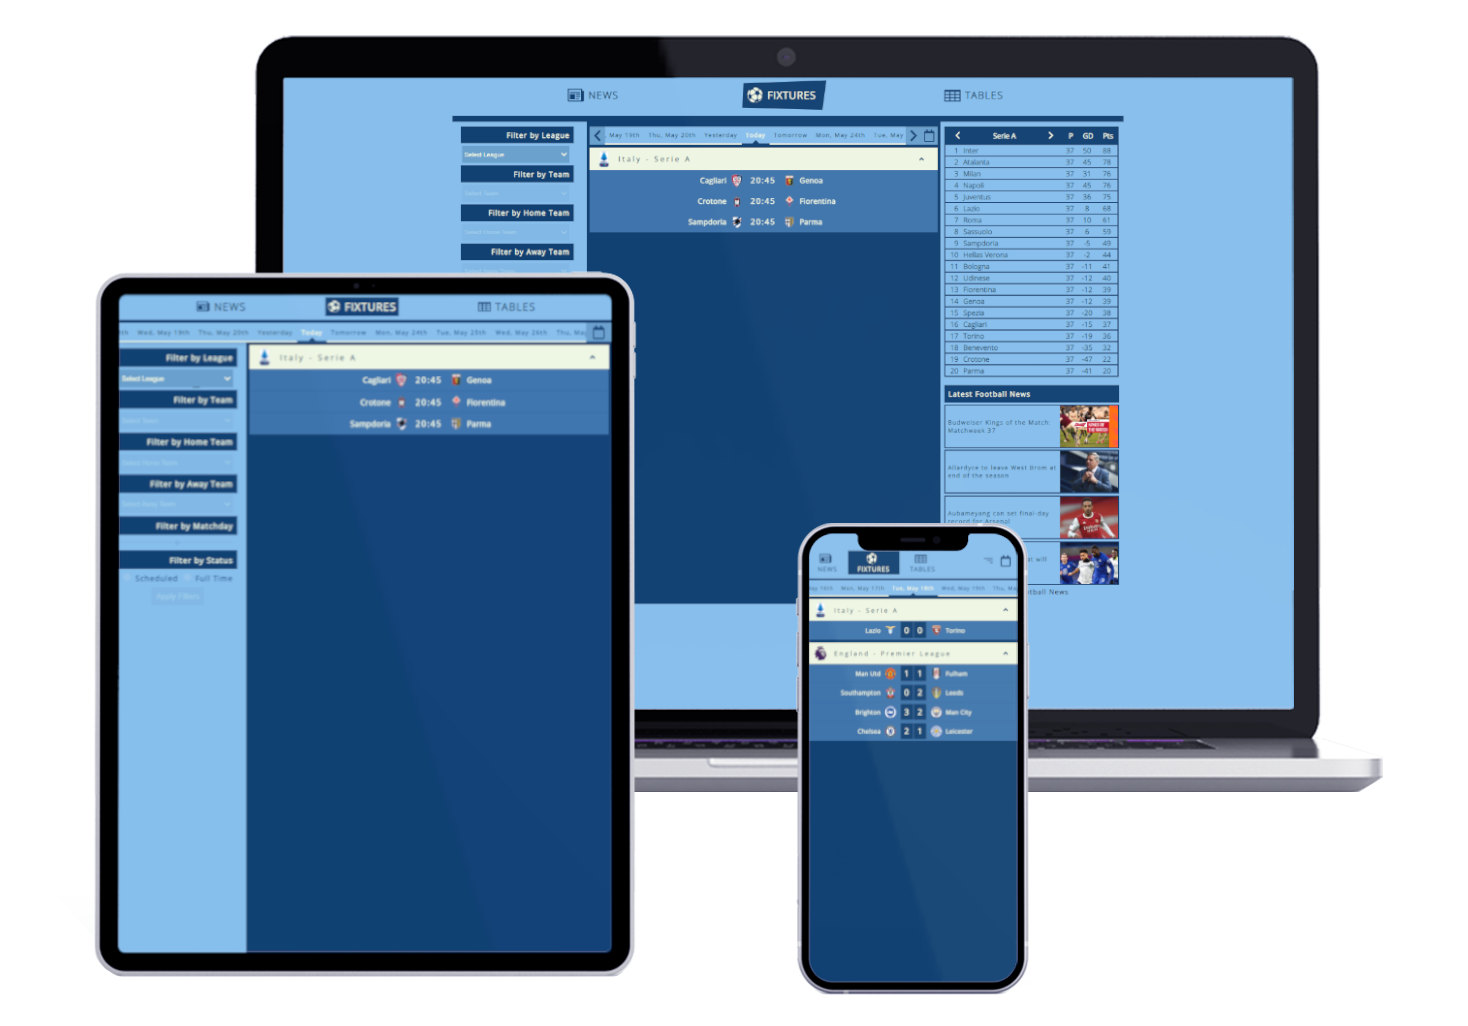 NEWS
FIXTURES
TABLES
Filter by League
Select League
Filter by Team
Select Team
Filter by Home Team
Select Home Team
Filter by Away Team
May 19th Thu, May 20th Yesterday Today Tomorrow Mon, May 24th Tue, May
Italy - Serie A
Cagliari 20:45 Genoa
Crotone 20:45 Fiorentina
Sampdoria 20:45 Parma
Serie A P GD Pts
1 Inter 37 50 88
2 Atalanta 37 45 78
3 Milan 37 31 76
4 Napoli 37 45 76
5 Juventus 37 36 75
6 Lazio 37 8 68
7 Roma 37 10 61
8 Sassuolo 37 6 59
9 Sampdoria 37 -5 49
10 Hellas Verona 37 -2 44
11 Bologna 37 -11 41
12 Udinese 37 -12 40
13 Fiorentina 37 -12 39
14 Genoa 37 -12 39
15 Spezia 37 -20 38
16 Cagliari 37 -15 37
17 Torino 37 -19 36
18 Benevento 37 -35 32
19 Crotone 37 -47 22
20 Parma 37 -41 20
Latest Football News
Budweiser Kings of the Match:
Matchweek 37
KINGS OF
THE MATCH
Allardyce to leave West Brom at
end of the season
Aubameyang can set final-day
record for Arsenal
at will
tball News
NEWS
FIXTURES
TABLES
th Wed, May 19th Thu, May 20th Yesterday Today Tomorrow Mon, May 24th Tue, May 25th Wed, May 26th Thu, May
Filter by League
Select League
Filter by Team
Select Team
Filter by Home Team
Select Home Team
Filter by Away Team
Select Away Team
Filter by Matchday
Filter by Status
Scheduled Full Time
Apply Filters
Italy - Serie A
Cagliari 20:45 Genoa
Crotone 20:45 Fiorentina
Sampdoria 20:45 Parma
NEWS
FIXTURES
TABLES
ay 16th Mon, May 17th Tue, May 18th Wed, May 19th Thu, Ma
Italy - Serie A
Lazio 0 0 Torino
England - Premier League
Man Utd 1 1 Fulham
Southampton 0 2 Leeds
Brighton 3 2 Man City
Chelsea 2 1 Leicester